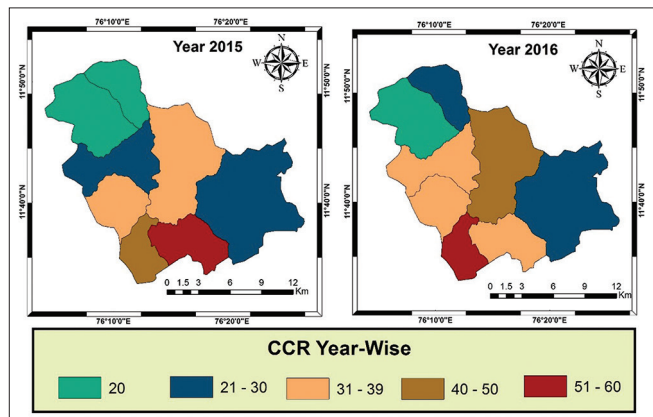 76°10'0"E 76°20'0"E
Year 2015
N
W E
S
11°50'0"N
11°40'0"N
0 1.5 3 6 9 12
Km
76°10'0"E 76°20'0"E
76°10'0"E 76°20'0"E
Year 2016
N
W E
S
11°50'0"N
11°40'0"N
0 1.5 3 6 9 12
Km
76°10'0"E 76°20'0"E
CCR Year-Wise
20 21 - 30 31 - 39 40 - 50 51 - 60